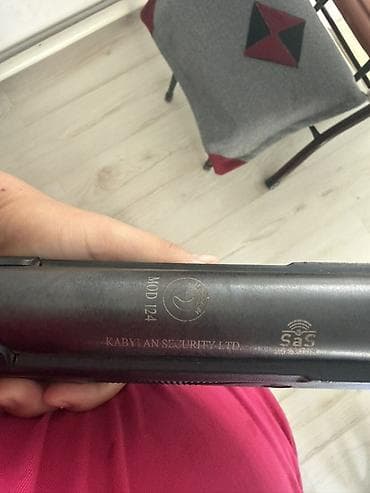 MOD 124
KABYLAN SECURITY LTD.
SaS